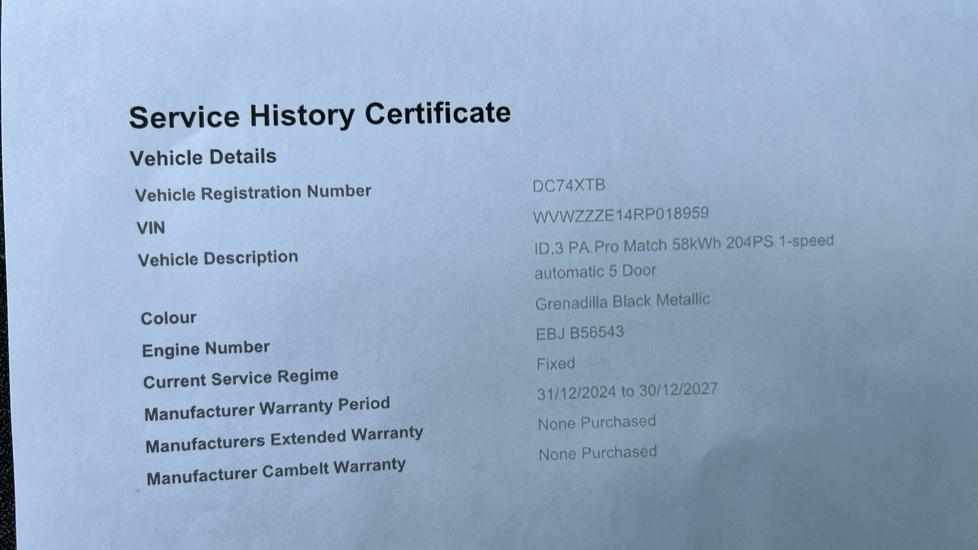 Service History Certificate
Vehicle Details
Vehicle Registration Number DC74XTB
VIN WVWZZZE14RP018959
Vehicle Description ID.3 PA Pro Match 58kWh 204PS 1-speed
automatic 5 Door
Colour Grenadilla Black Metallic
Engine Number EBJ B56543
Current Service Regime Fixed
Manufacturer Warranty Period 31/12/2024 to 30/12/2027
Manufacturers Extended Warranty None Purchased
Manufacturer Cambelt Warranty None Purchased